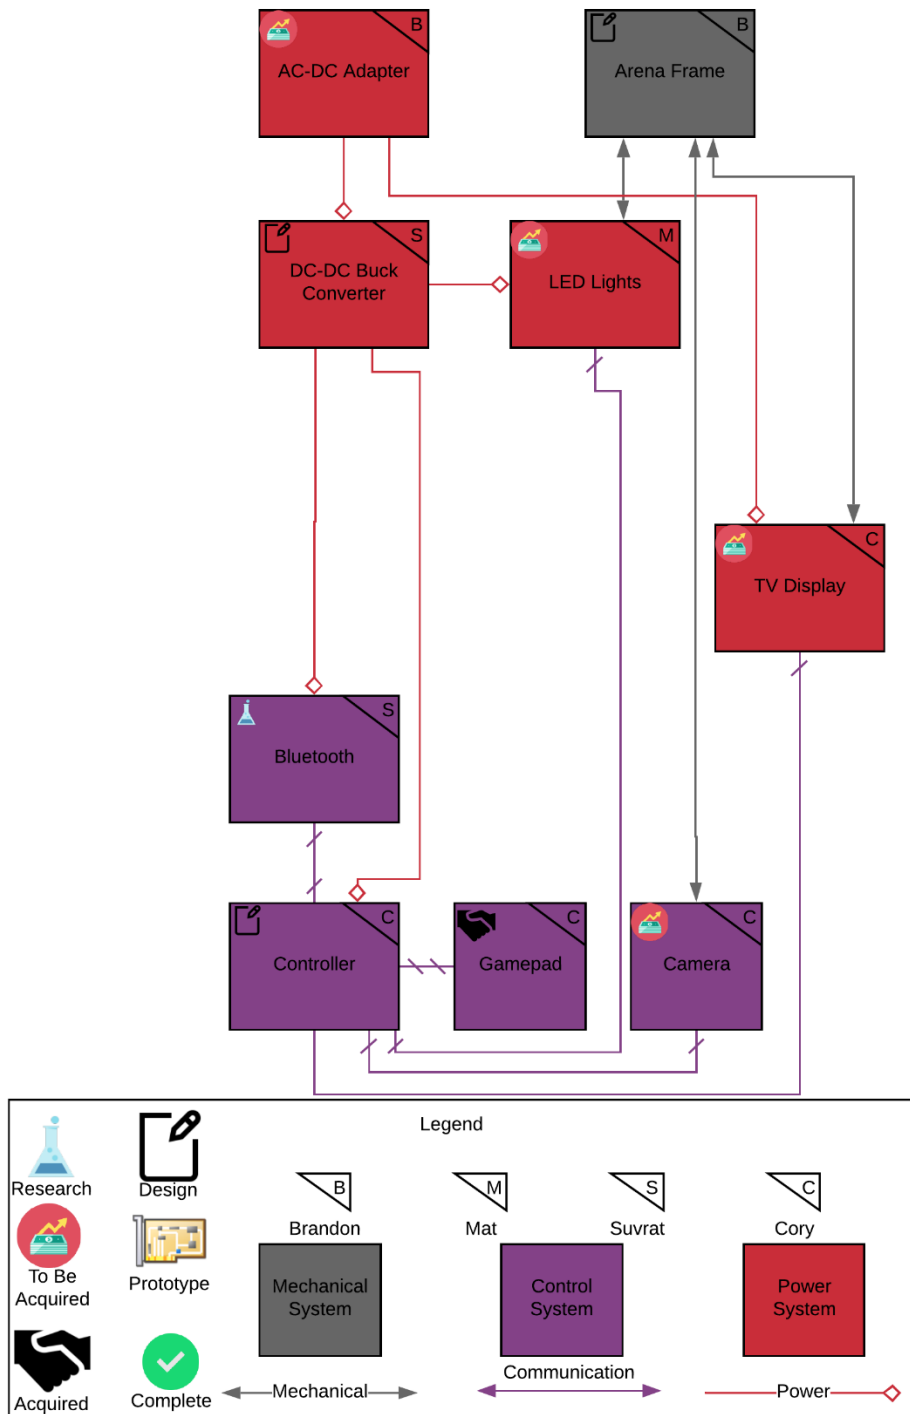 B
AC-DC Adapter
B
Arena Frame
S
DC-DC Buck
Converter
M
LED Lights
C
TV Display
S
Bluetooth
C
Controller
C
Gamepad
C
Camera
Legend
Research
Design
B
Brandon
M
Mat
S
Suvrat
C
Cory
To Be
Acquired
Prototype
Mechanical
System
Control
System
Power
System
Acquired
Complete
Mechanical
Communication
Power